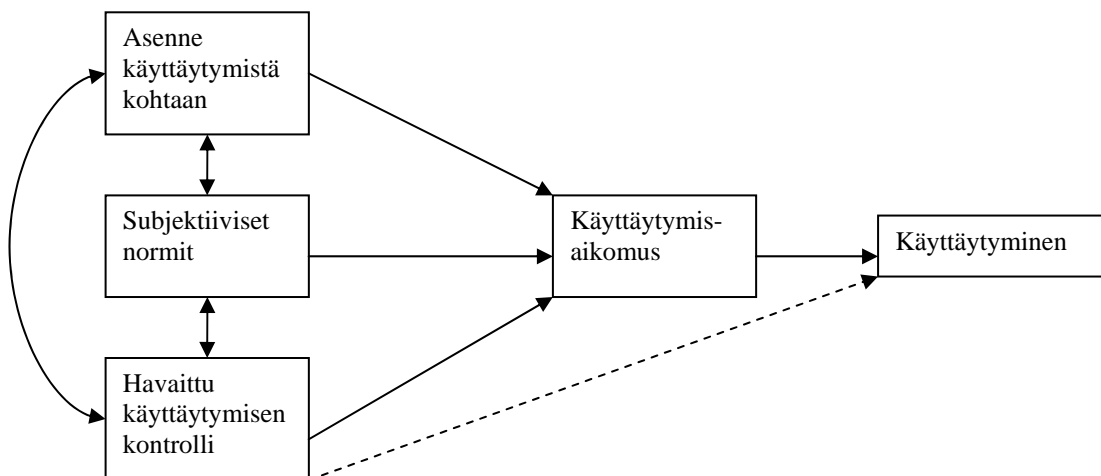 Asenne
käyttäytymistä
kohtaan
Subjektiiviset
normit
Käyttäytymis-
aikomus
Käyttäytyminen
Havaittu
käyttäytymisen
kontrolli